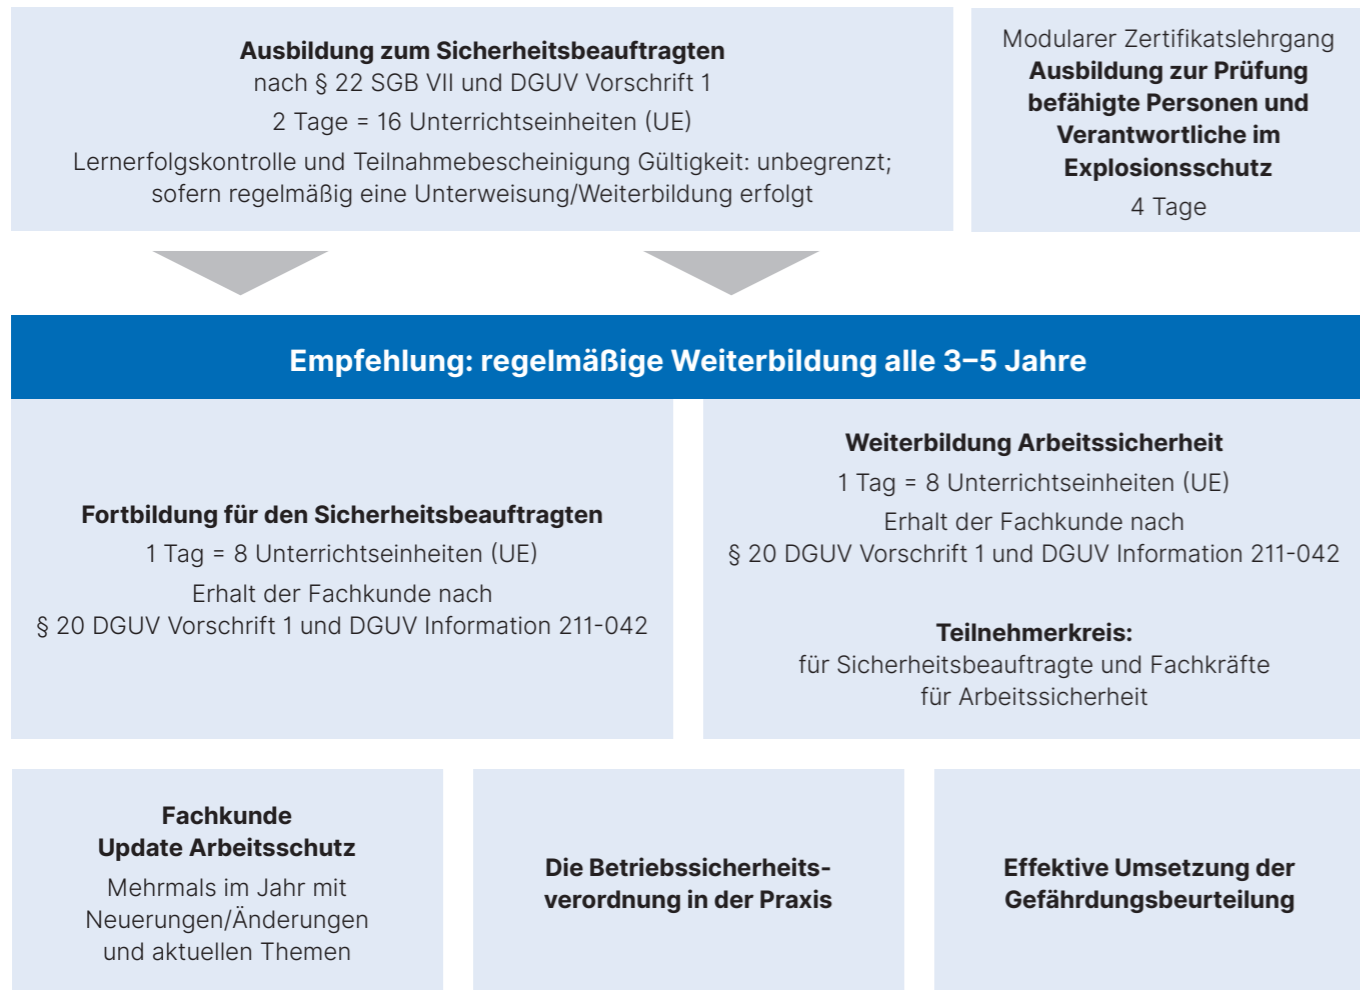 Ausbildung zum Sicherheitsbeauftragten
nach § 22 SGB VII und DGUV Vorschrift 1
2 Tage = 16 Unterrichtseinheiten (UE)
Lernerfolgskontrolle und Teilnahmebescheinigung Gültigkeit: unbegrenzt;
sofern regelmäßig eine Unterweisung/Weiterbildung erfolgt
Modularer Zertifikatslehrgang
Ausbildung zur Prüfung
befähigte Personen und
Verantwortliche im
Explosionsschutz
4 Tage
Empfehlung: regelmäßige Weiterbildung alle 3–5 Jahre
Fortbildung für den Sicherheitsbeauftragten
1 Tag = 8 Unterrichtseinheiten (UE)
Erhalt der Fachkunde nach
§ 20 DGUV Vorschrift 1 und DGUV Information 211-042
Weiterbildung Arbeitssicherheit
1 Tag = 8 Unterrichtseinheiten (UE)
Erhalt der Fachkunde nach
§ 20 DGUV Vorschrift 1 und DGUV Information 211-042
Teilnehmerkreis:
für Sicherheitsbeauftragte und Fachkräfte
für Arbeitssicherheit
Fachkunde
Update Arbeitsschutz
Mehrmals im Jahr mit
Neuerungen/Änderungen
und aktuellen Themen
Die Betriebssicherheits-
verordnung in der Praxis
Effektive Umsetzung der
Gefährdungsbeurteilung